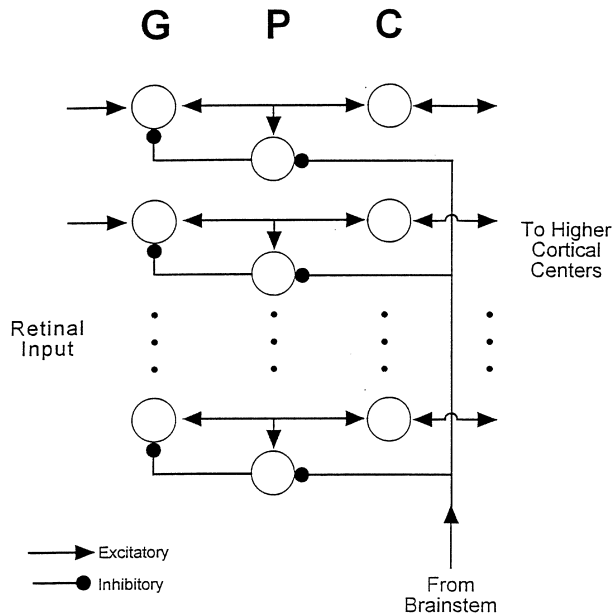 G P C
To Higher
Cortical
Centers
Retinal
Input
Excitatory
Inhibitory
From
Brainstem